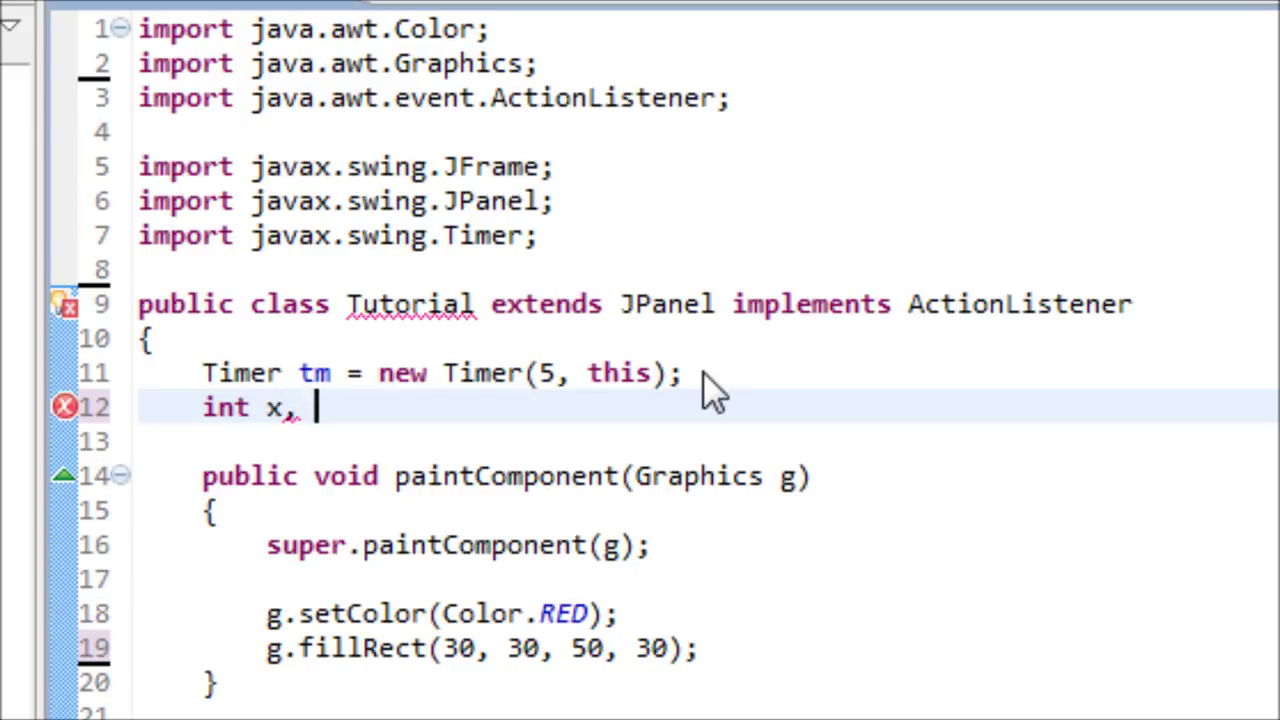 1 import java.awt.Color;
2 import java.awt.Graphics;
3 import java.awt.event.ActionListener;
4
5 import javax.swing.JFrame;
6 import javax.swing.JPanel;
7 import javax.swing.Timer;
8
9 public class Tutorial extends JPanel implements ActionListener
10 {
11 Timer tm = new Timer(5, this);
12 int x,
13
14 public void paintComponent(Graphics g)
15 {
16 super.paintComponent(g);
17
18 g.setColor(Color.RED);
19 g.fillRect(30, 30, 50, 30);
20 }
21